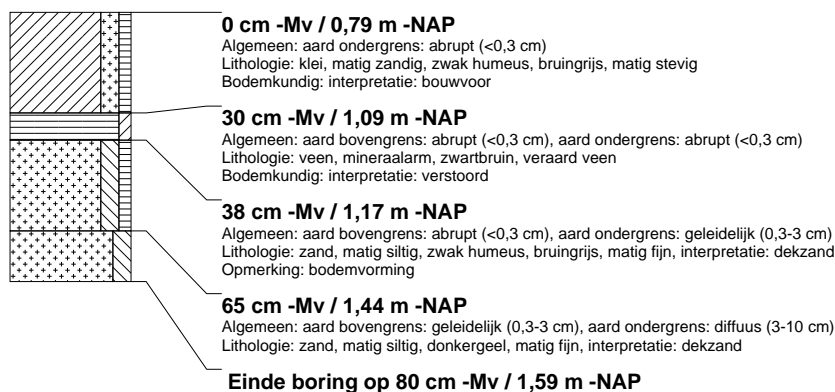 0 cm -Mv / 0,79 m -NAP
Algemeen: aard ondergrens: abrupt (<0,3 cm)
Lithologie: klei, matig zandig, zwak humeus, bruingrijs, matig stevig
Bodemkundig: interpretatie: bouwvoor
30 cm -Mv / 1,09 m -NAP
Algemeen: aard bovengrens: abrupt (<0,3 cm), aard ondergrens: abrupt (<0,3 cm)
Lithologie: veen, mineraalarm, zwartbruin, veraard veen
Bodemkundig: interpretatie: verstoord
38 cm -Mv / 1,17 m -NAP
Algemeen: aard bovengrens: abrupt (<0,3 cm), aard ondergrens: geleidelijk (0,3-3 cm)
Lithologie: zand, matig siltig, zwak humeus, bruingrijs, matig fijn, interpretatie: dekzand
Opmerking: bodemvorming
65 cm -Mv / 1,44 m -NAP
Algemeen: aard bovengrens: geleidelijk (0,3-3 cm), aard ondergrens: diffuus (3-10 cm)
Lithologie: zand, matig siltig, donkergeel, matig fijn, interpretatie: dekzand
Einde boring op 80 cm -Mv / 1,59 m -NAP